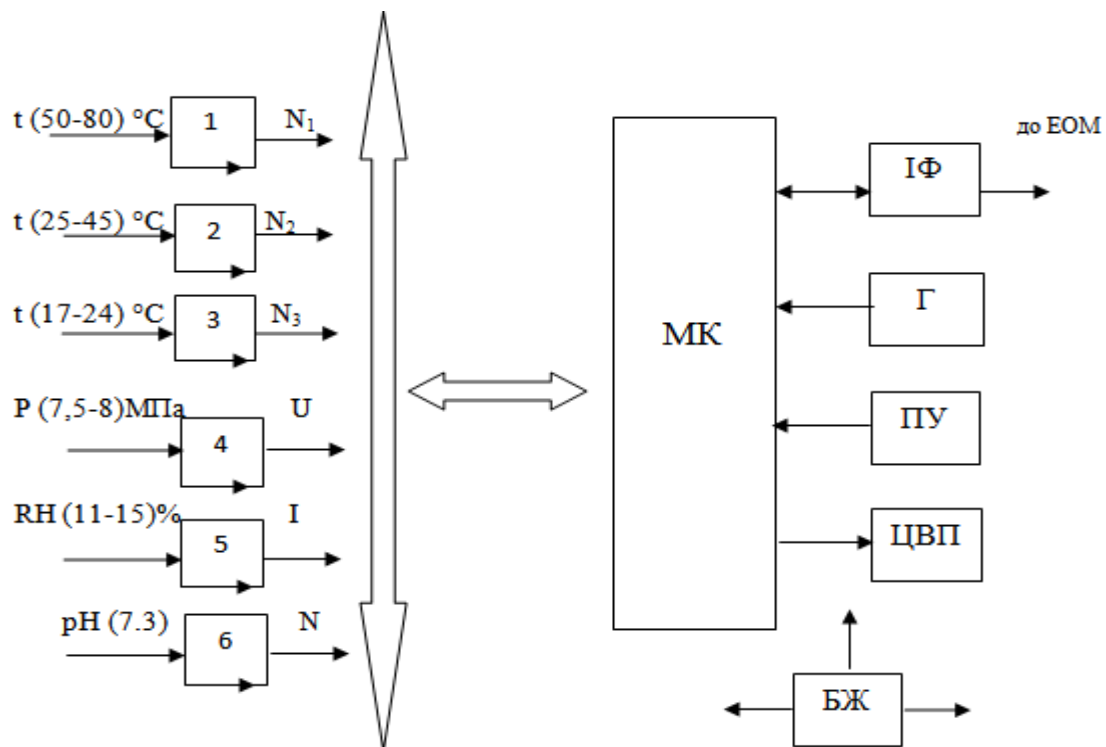 t (50-80) °C
1
N₁
t (25-45) °C
2
N₂
t (17-24) °C
3
N₃
P (7,5-8)МПа
4
U
RH (11-15)%
5
I
pH (7.3)
6
N
МК
до ЕОМ
ІФ
Г
ПУ
ЦВП
БЖ